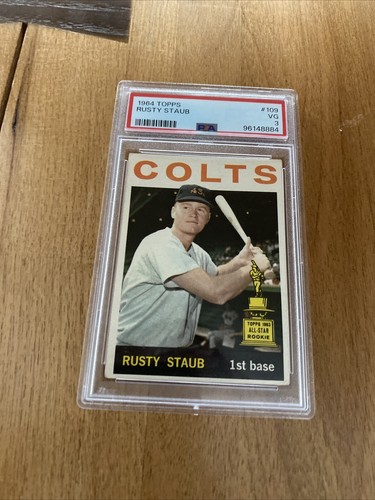 1964 TOPPS #109
RUSTY STAUB VG
3
PSA 96148884
COLTS
45
TOPPS 1963
ALL-STAR
ROOKIE
RUSTY STAUB 1st base